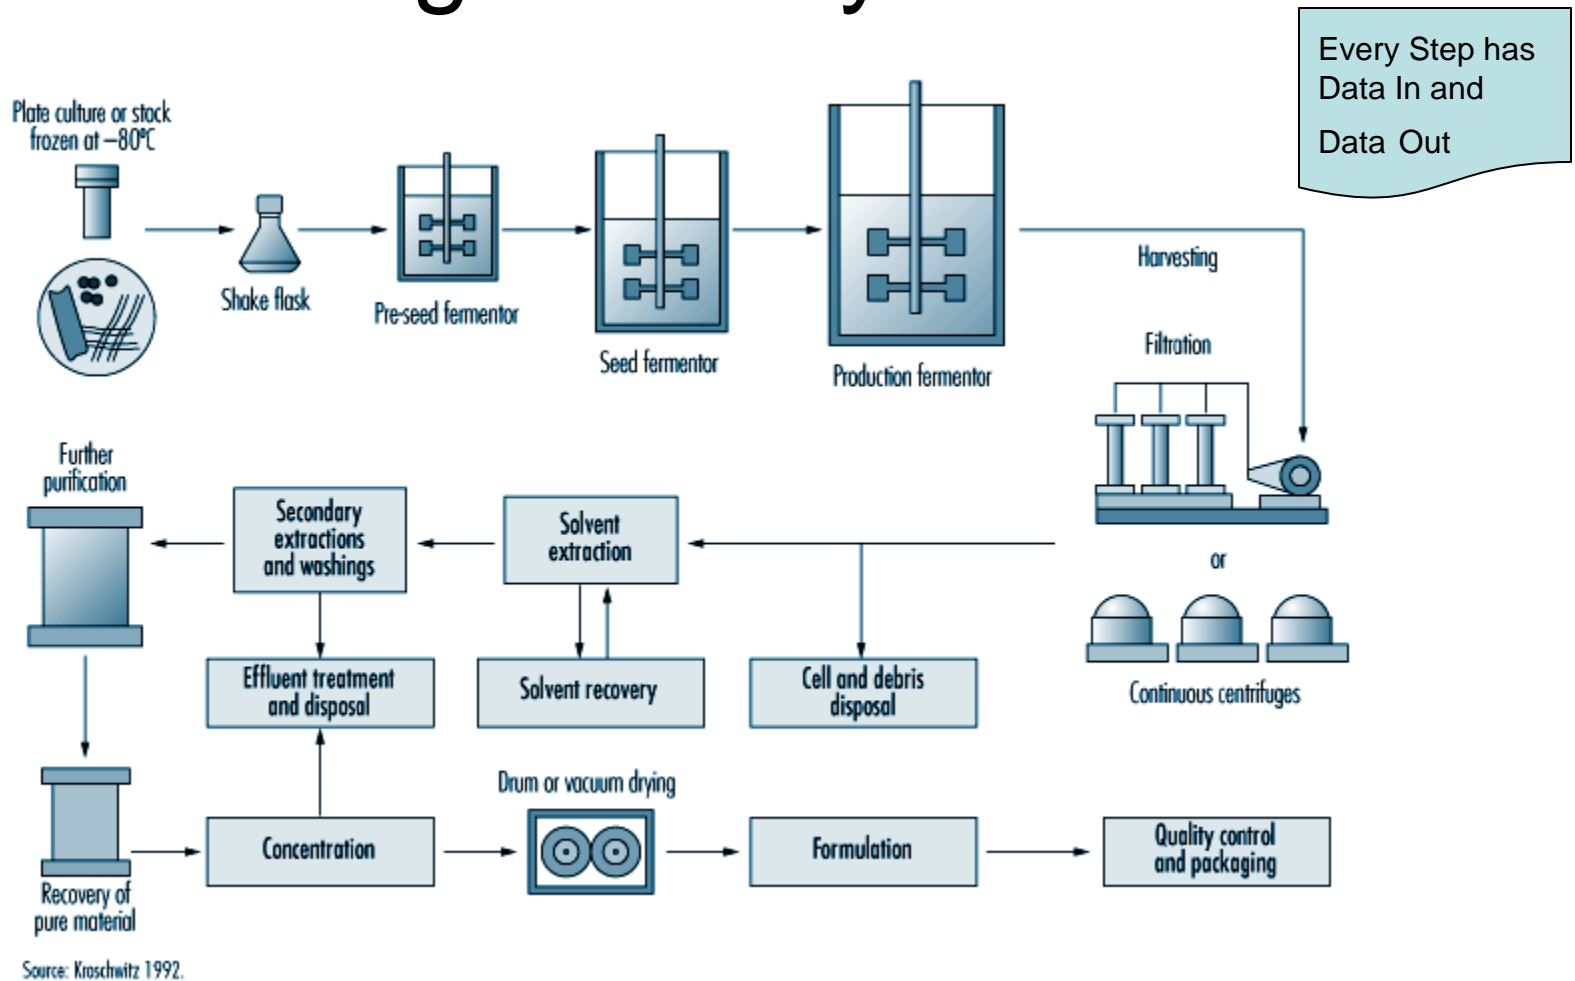 Every Step has
Data In and
Data Out
Plate culture or stock
frozen at –80°C
Shake flask
Pre-seed fermentor
Seed fermentor
Production fermentor
Harvesting
Filtration
or
Continuous centrifuges
Further
purification
Secondary
extractions
and washings
Solvent
extraction
Effluent treatment
and disposal
Solvent recovery
Cell and debris
disposal
Drum or vacuum drying
Recovery of
pure material
Concentration
Formulation
Quality control
and packaging
Source: Kroschwitz 1992.